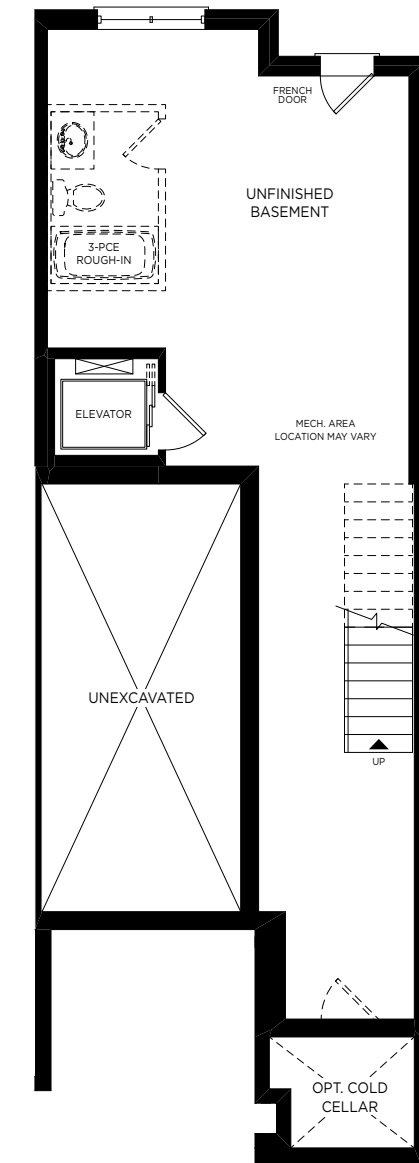 FRENCH
DOOR
UNFINISHED
BASEMENT
3-PCE
ROUGH-IN
ELEVATOR
MECH. AREA
LOCATION MAY VARY
UNEXCAVATED
UP
OPT. COLD
CELLAR